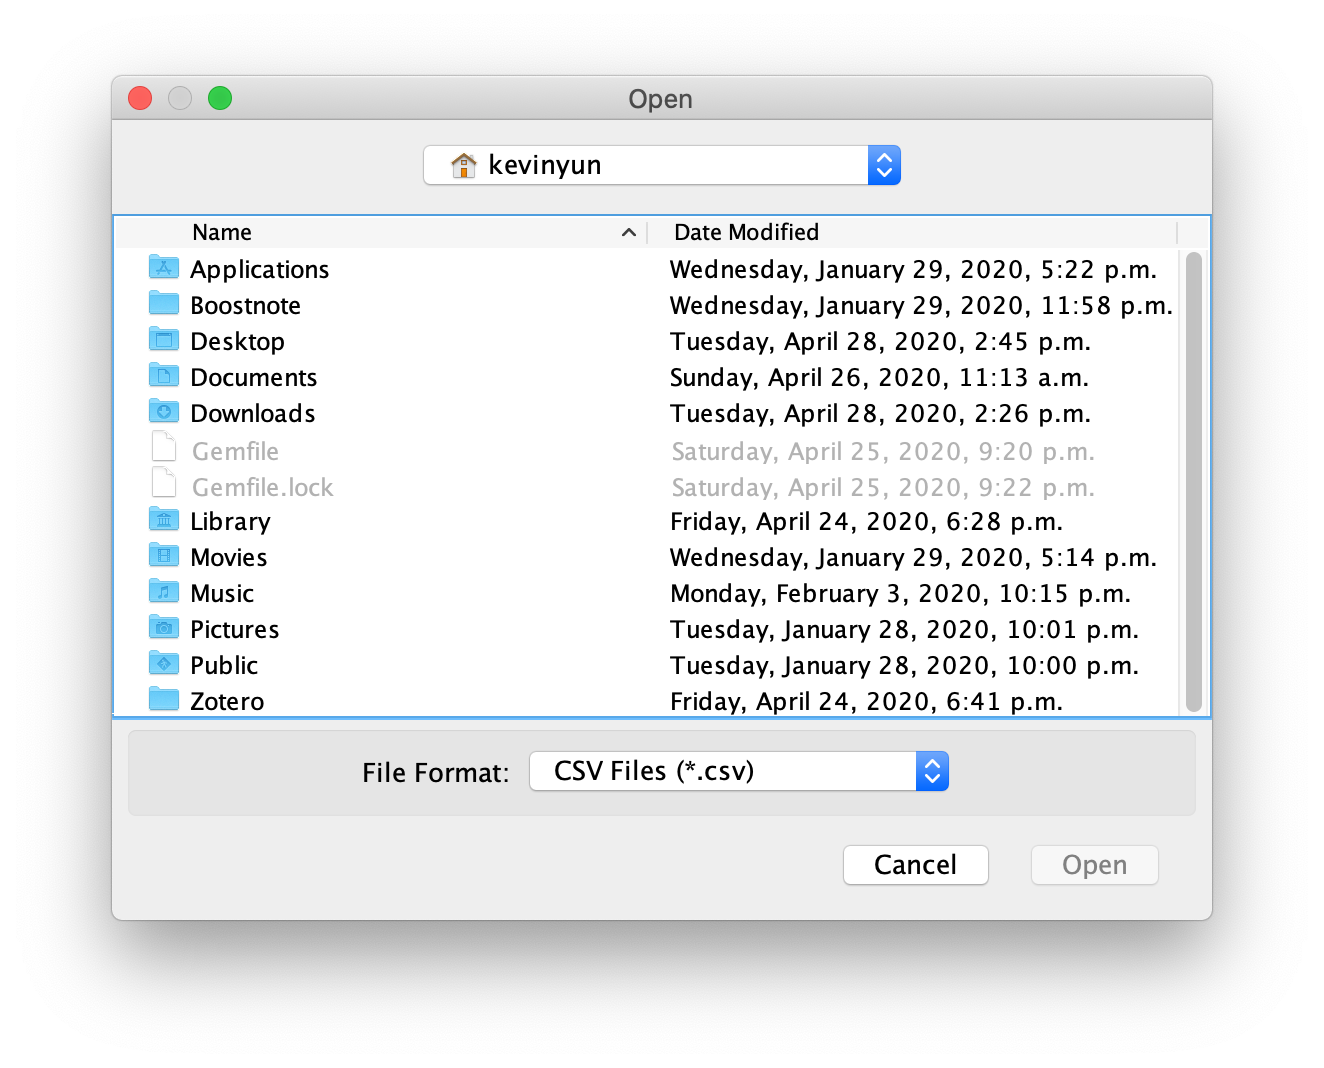 Open
kevinyun
Name Date Modified
Applications Wednesday, January 29, 2020, 5:22 p.m.
Boostnote Wednesday, January 29, 2020, 11:58 p.m.
Desktop Tuesday, April 28, 2020, 2:45 p.m.
Documents Sunday, April 26, 2020, 11:13 a.m.
Downloads Tuesday, April 28, 2020, 2:26 p.m.
Gemfile Saturday, April 25, 2020, 9:20 p.m.
Gemfile.lock Saturday, April 25, 2020, 9:22 p.m.
Library Friday, April 24, 2020, 6:28 p.m.
Movies Wednesday, January 29, 2020, 5:14 p.m.
Music Monday, February 3, 2020, 10:15 p.m.
Pictures Tuesday, January 28, 2020, 10:01 p.m.
Public Tuesday, January 28, 2020, 10:00 p.m.
Zotero Friday, April 24, 2020, 6:41 p.m.
File Format: CSV Files (*.csv)
Cancel Open